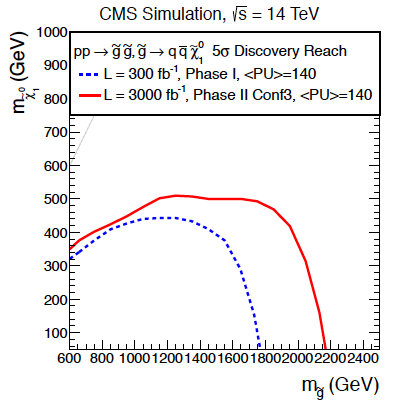 CMS Simulation, √s = 14 TeV
m_χ̃₁⁰ (GeV)
1000
900
800
700
600
500
400
300
200
100
pp → g̃ g̃, g̃ → q q̄ χ̃₁⁰ 5σ Discovery Reach
L = 300 fb⁻¹, Phase I, <PU>=140
L = 3000 fb⁻¹, Phase II Conf3, <PU>=140
600 800 1000 1200 1400 1600 1800 2000 2200 2400
m_g̃ (GeV)